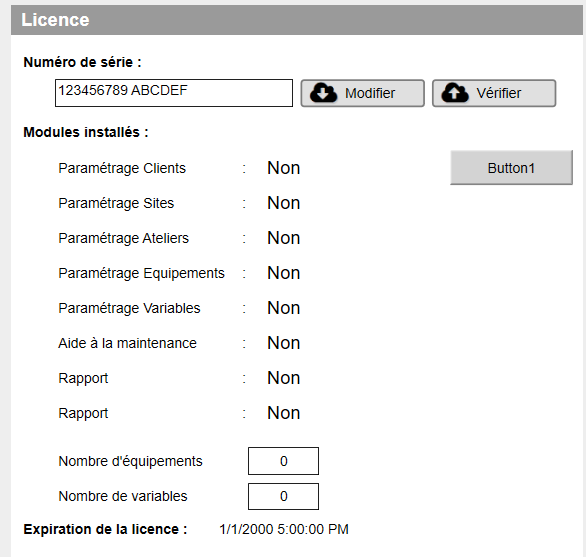 Licence
Numéro de série :
123456789 ABCDEF Modifier Vérifier
Modules installés :
Paramétrage Clients : Non Button1
Paramétrage Sites : Non
Paramétrage Ateliers : Non
Paramétrage Equipements : Non
Paramétrage Variables : Non
Aide à la maintenance : Non
Rapport : Non
Rapport : Non
Nombre d'équipements 0
Nombre de variables 0
Expiration de la licence : 1/1/2000 5:00:00 PM